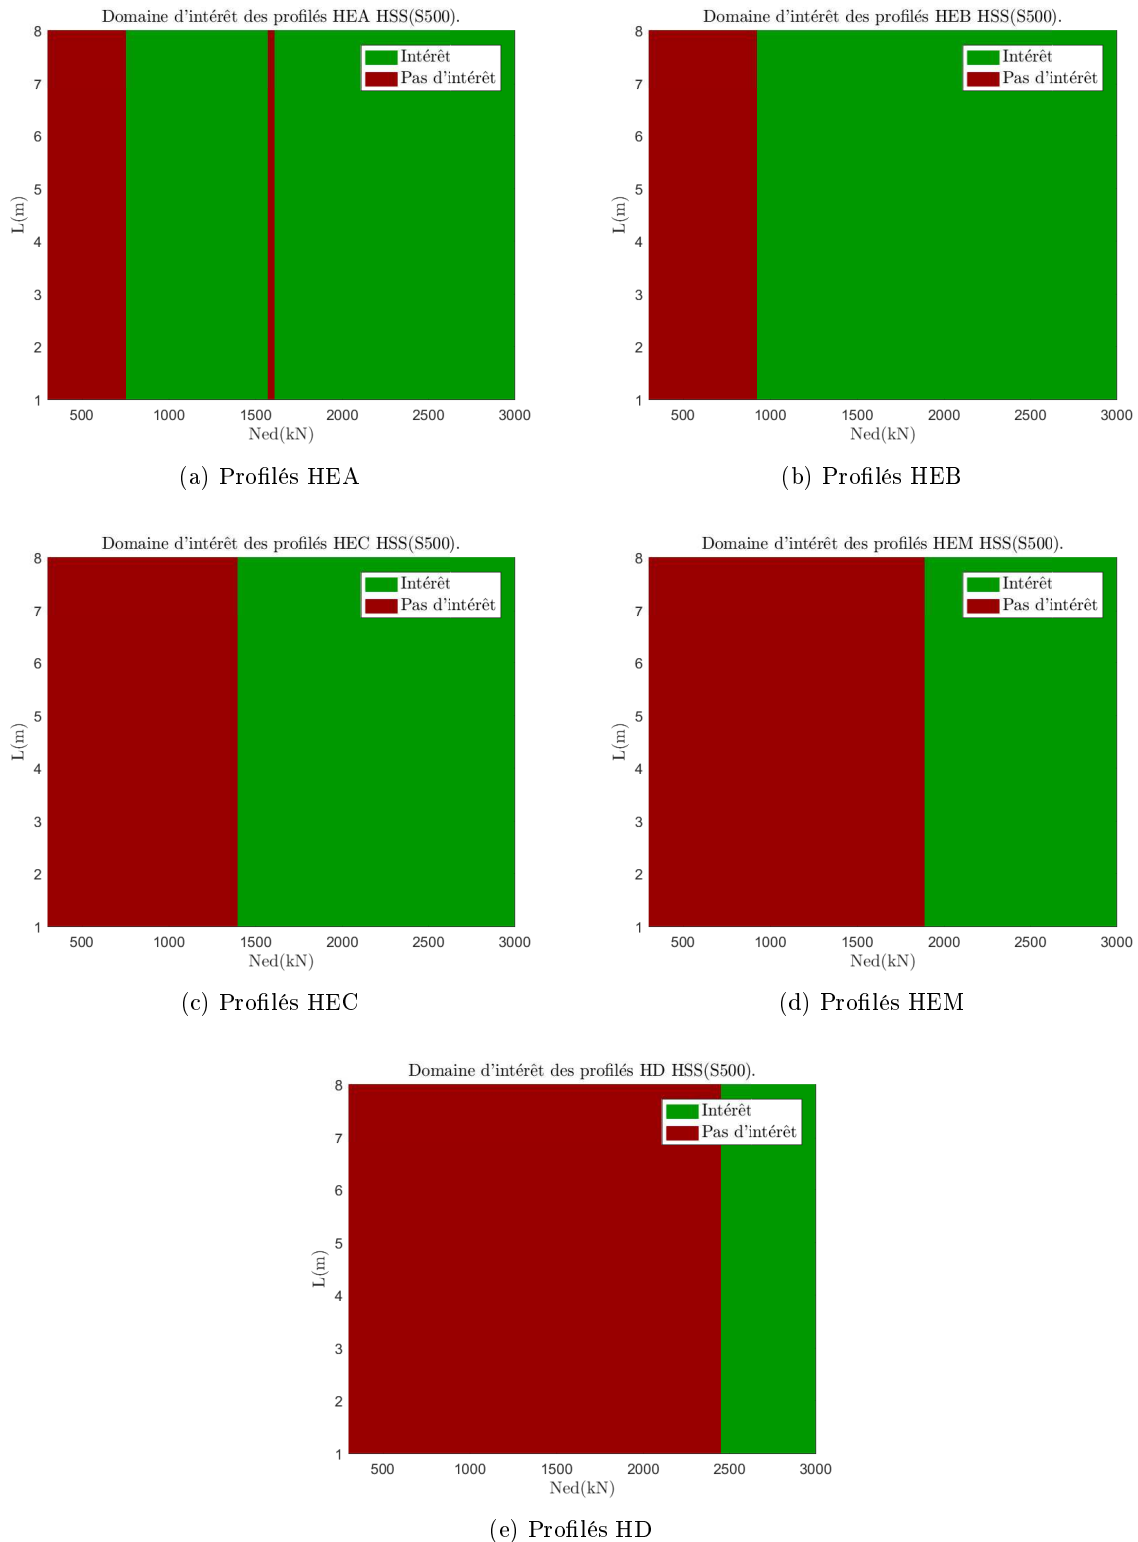 Domaine d'intérêt des profilés HEA HSS(S500).
Intérêt
Pas d'intérêt
8
7
6
5
4
3
2
1
L(m)
500 1000 1500 2000 2500 3000
Ned(kN)
(a) Profilés HEA
Domaine d'intérêt des profilés HEB HSS(S500).
Intérêt
Pas d'intérêt
8
7
6
5
4
3
2
1
L(m)
500 1000 1500 2000 2500 3000
Ned(kN)
(b) Profilés HEB
Domaine d'intérêt des profilés HEC HSS(S500).
Intérêt
Pas d'intérêt
8
7
6
5
4
3
2
1
L(m)
500 1000 1500 2000 2500 3000
Ned(kN)
(c) Profilés HEC
Domaine d'intérêt des profilés HEM HSS(S500).
Intérêt
Pas d'intérêt
8
7
6
5
4
3
2
1
L(m)
500 1000 1500 2000 2500 3000
Ned(kN)
(d) Profilés HEM
Domaine d'intérêt des profilés HD HSS(S500).
Intérêt
Pas d'intérêt
8
7
6
5
4
3
2
1
L(m)
500 1000 1500 2000 2500 3000
Ned(kN)
(e) Profilés HD